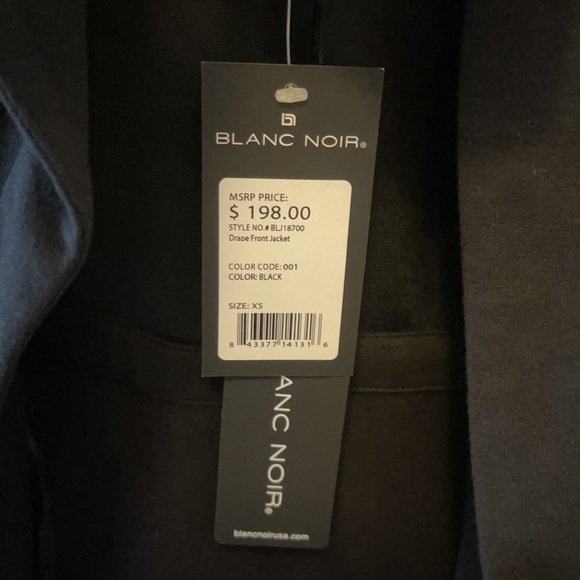 BLANC NOIR®
MSRP PRICE:
$ 198.00
STYLE NO.# BLJ18700
Drape Front Jacket
COLOR CODE: 001
COLOR: BLACK
SIZE: XS
8 43377 14131 6
ANC NOIR®
blancnoirusa.com